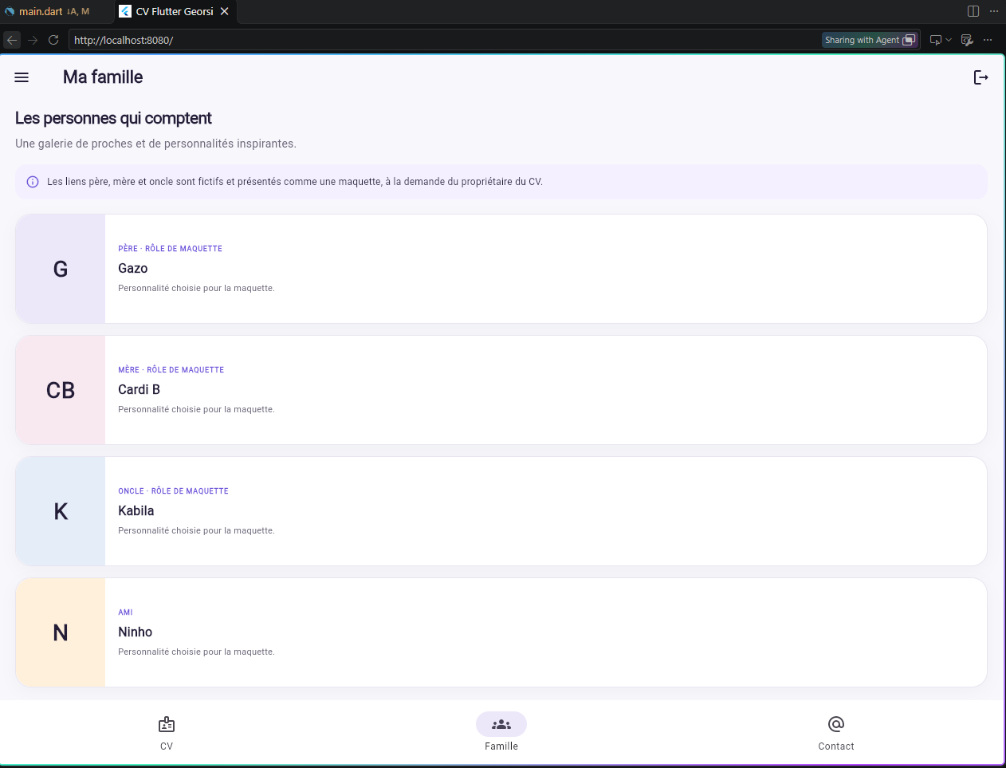 main.dart ↓A, M
CV Flutter Georsi
http://localhost:8080/
Sharing with Agent
Ma famille
Les personnes qui comptent
Une galerie de proches et de personnalités inspirantes.
Les liens père, mère et oncle sont fictifs et présentés comme une maquette, à la demande du propriétaire du CV.
G
PÈRE · RÔLE DE MAQUETTE
Gazo
Personnalité choisie pour la maquette.
CB
MÈRE · RÔLE DE MAQUETTE
Cardi B
Personnalité choisie pour la maquette.
K
ONCLE · RÔLE DE MAQUETTE
Kabila
Personnalité choisie pour la maquette.
N
AMI
Ninho
Personnalité choisie pour la maquette.
CV
Famille
Contact